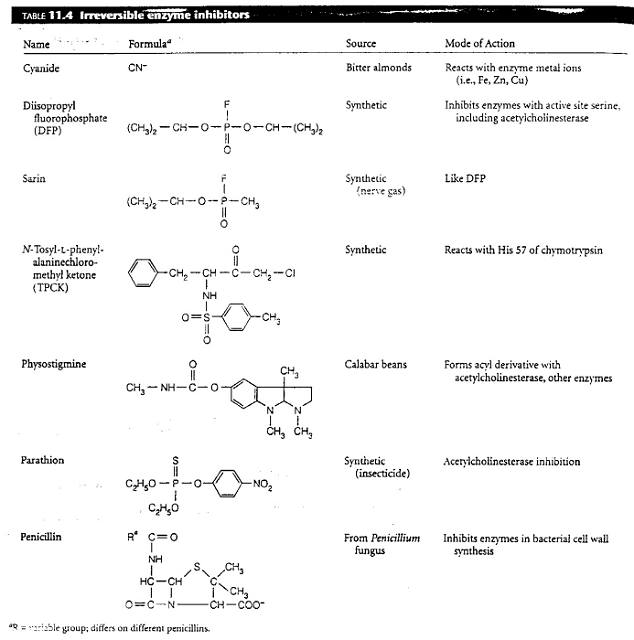 TABLE 11.4 Irreversible enzyme inhibitors
Name Formulaᵃ Source Mode of Action
Cyanide CN⁻ Bitter almonds Reacts with enzyme metal ions
(i.e., Fe, Zn, Cu)
Diisopropyl
fluorophosphate
(DFP)
F
(CH₃)₂—CH—O—P—O—CH—(CH₃)₂
O
Synthetic
Inhibits enzymes with active site serine,
including acetylcholinesterase
Sarin
F
(CH₃)₂—CH—O—P—CH₃
O
Synthetic
(nerve gas)
Like DFP
N-Tosyl-L-phenyl-
alaninechloro-
methyl ketone
(TPCK)
O
CH₂—CH—C—CH₂—Cl
NH
O=S CH₃
O
Synthetic
Reacts with His 57 of chymotrypsin
Physostigmine
O
CH₃—NH—C—O
CH₃
N N
CH₃ CH₃
Calabar beans
Forms acyl derivative with
acetylcholinesterase, other enzymes
Parathion
S
C₂H₅O—P—O NO₂
C₂H₅O
Synthetic
(insecticide)
Acetylcholinesterase inhibition
Penicillin
Rᵃ C=O
NH
S CH₃
HC—CH C
CH₃
O=C—N CH—COO⁻
From Penicillium
fungus
Inhibits enzymes in bacterial cell wall
synthesis
ᵃR = variable group; differs on different penicillins.